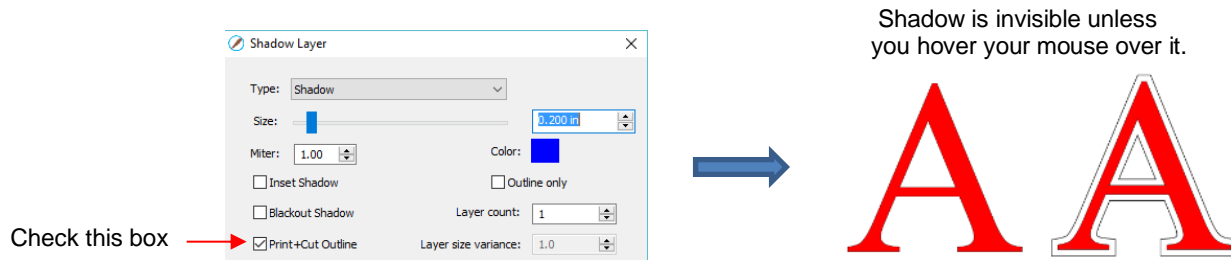 Shadow is invisible unless
you hover your mouse over it.
Shadow Layer
Type: Shadow
Size: 0.200 in
Miter: 1.00 Color:
Inset Shadow Outline only
Blackout Shadow Layer count: 1
Check this box Print+Cut Outline Layer size variance: 1.0
A A